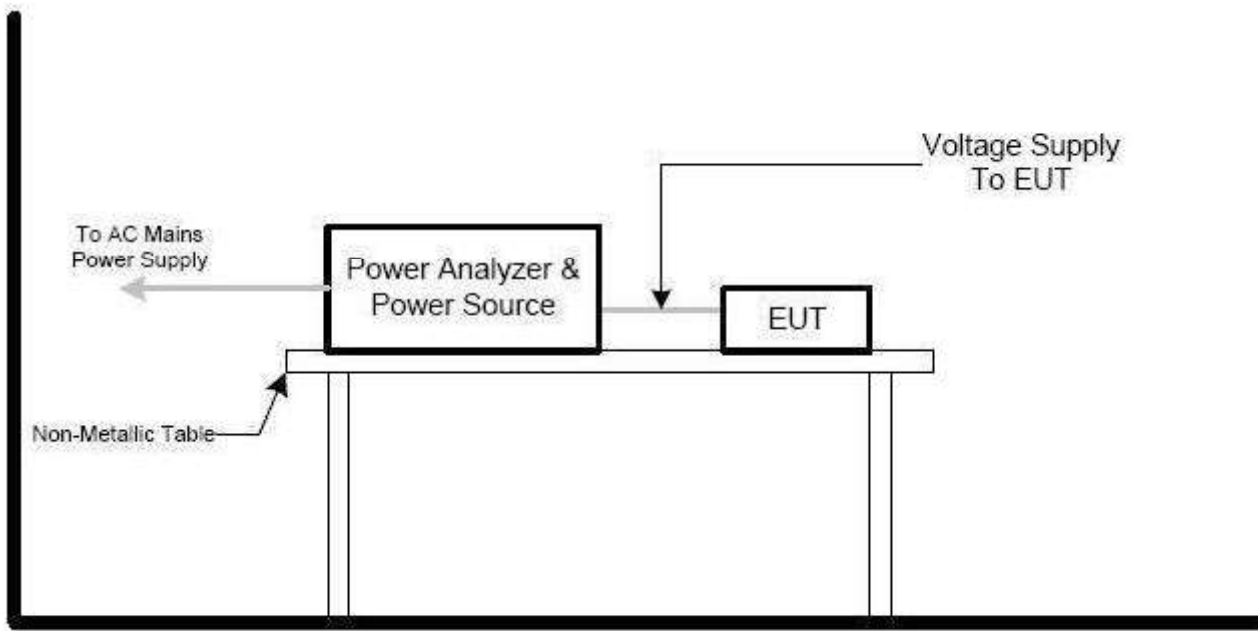 Voltage Supply
To EUT
To AC Mains
Power Supply
Power Analyzer &
Power Source
EUT
Non-Metallic Table